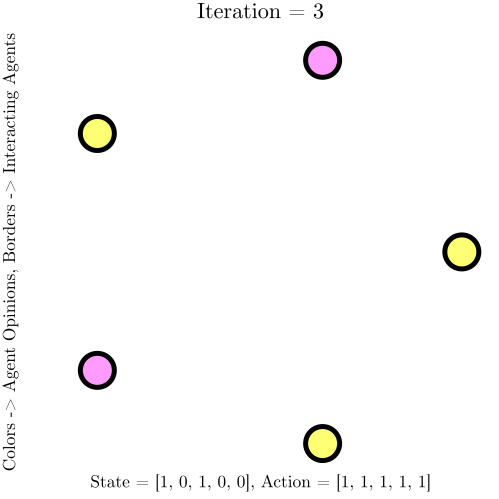 Iteration = 3
Colors -> Agent Opinions, Borders -> Interacting Agents
State = [1, 0, 1, 0, 0], Action = [1, 1, 1, 1, 1]